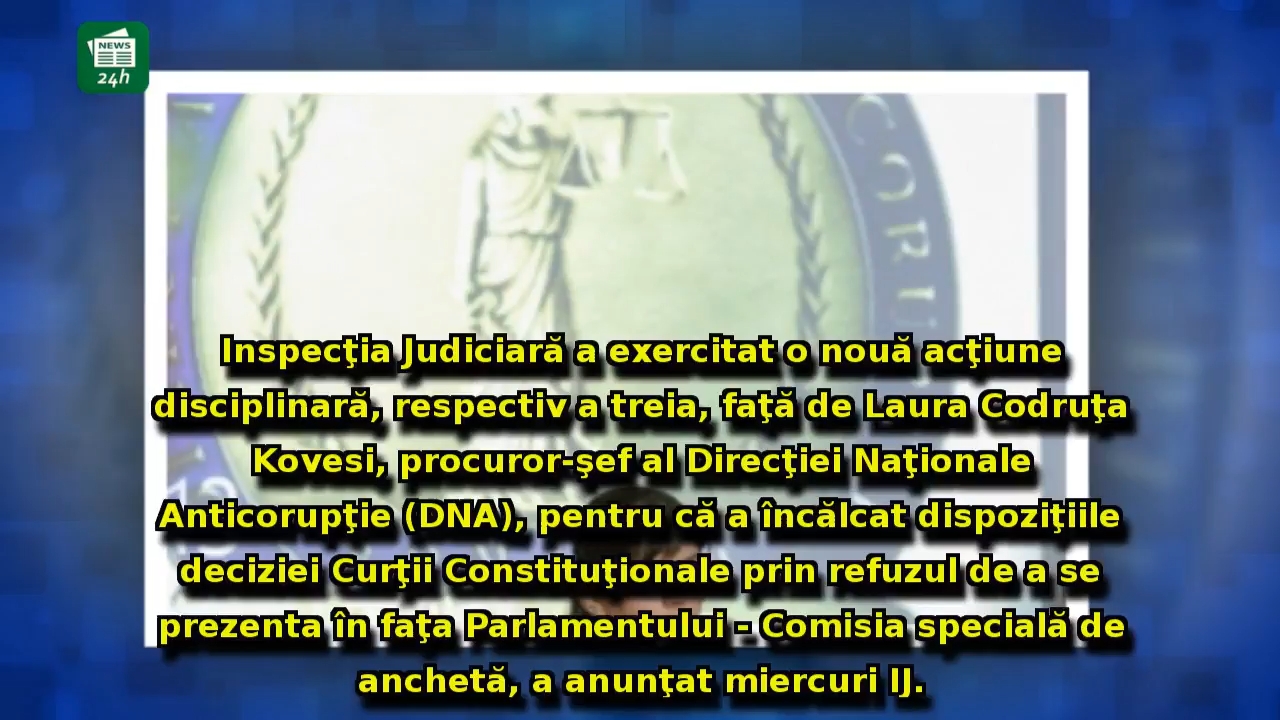 NEWS
24h
CORU
Inspecţia Judiciară a exercitat o nouă acţiune
disciplinară, respectiv a treia, faţă de Laura Codruţa
Kovesi, procuror-şef al Direcţiei Naţionale
Anticorupţie (DNA), pentru că a încălcat dispoziţiile
deciziei Curţii Constituţionale prin refuzul de a se
prezenta în faţa Parlamentului - Comisia specială de
anchetă, a anunţat miercuri IJ.